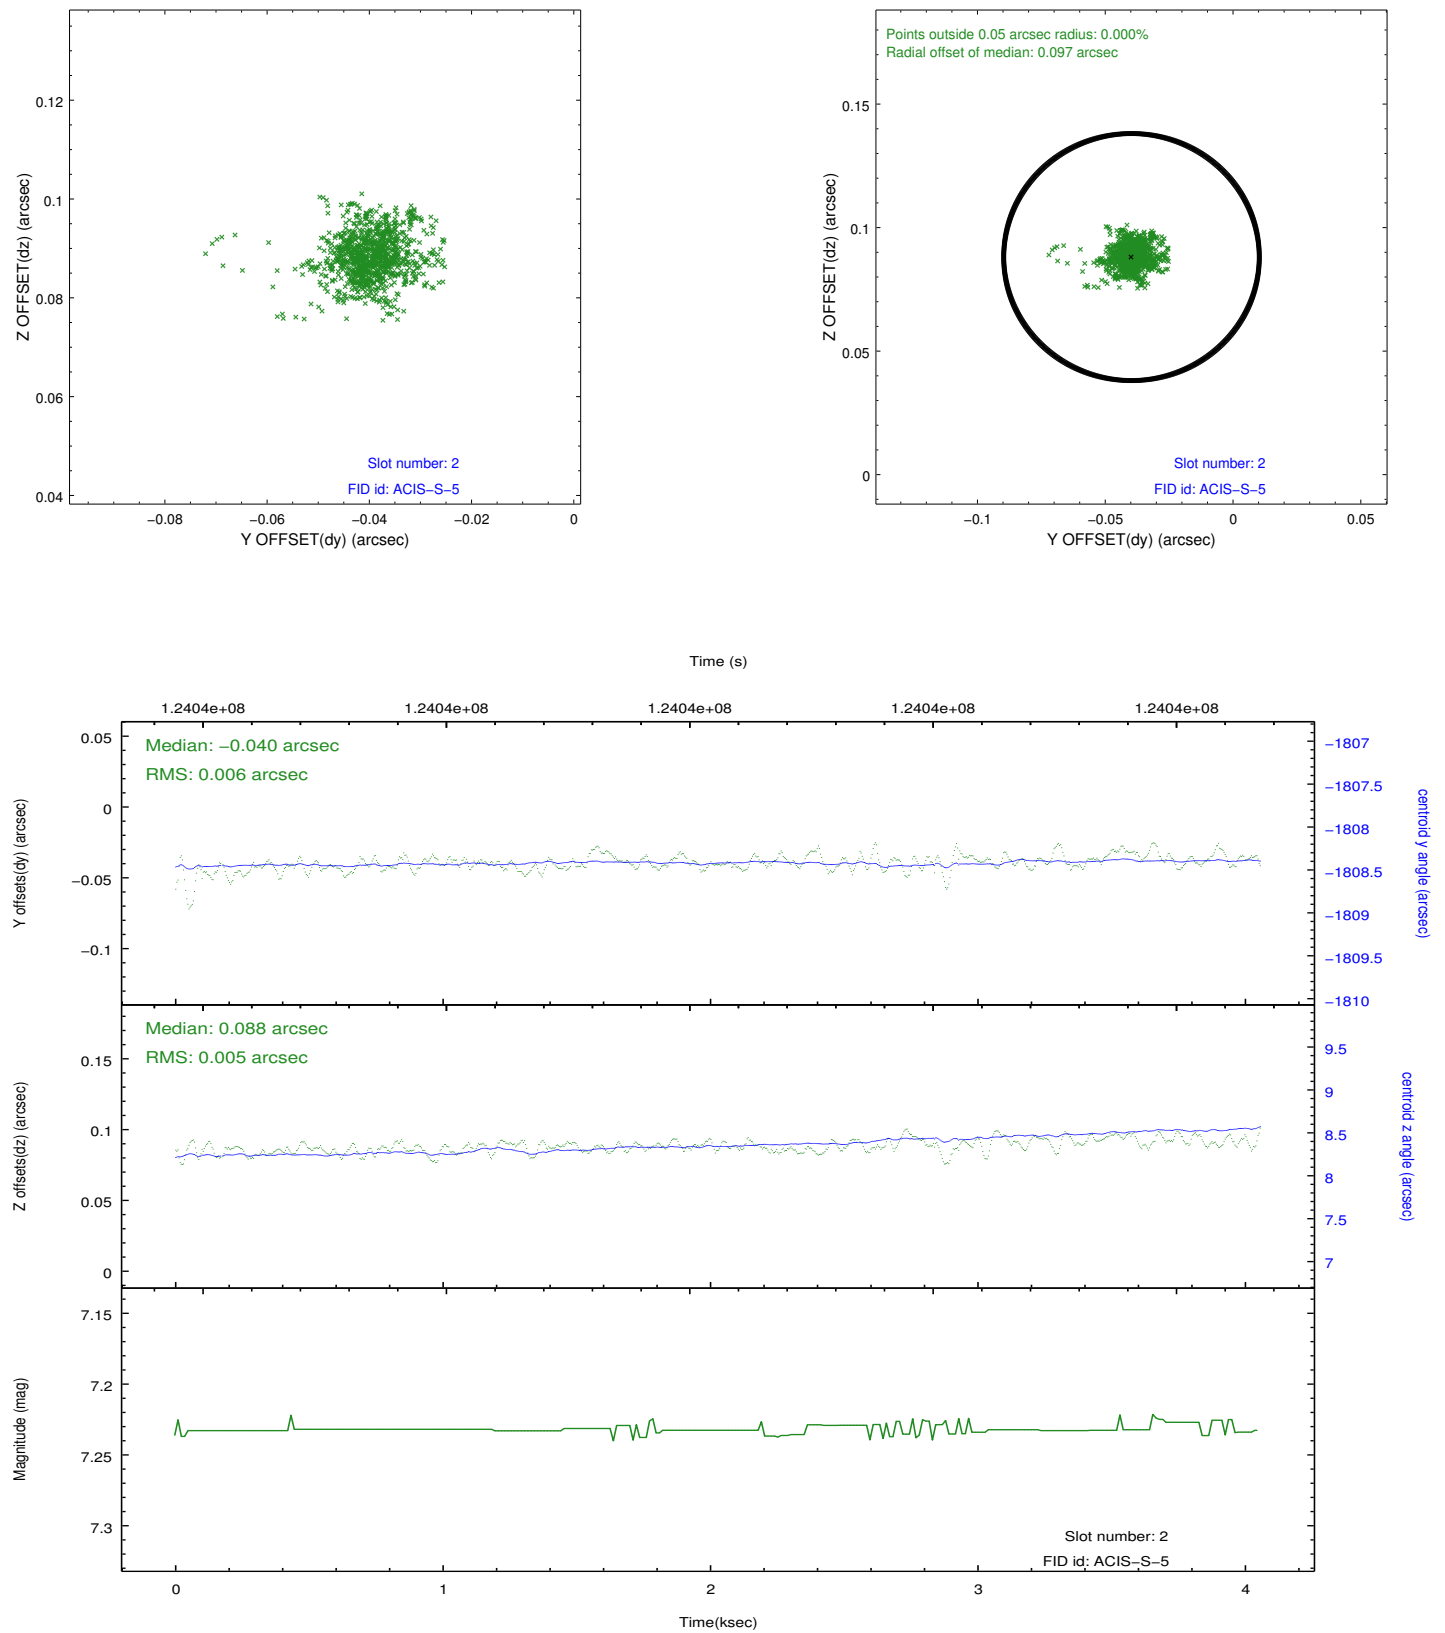 0.12
0.1
0.08
0.06
0.04
Z OFFSET(dz) (arcsec)
Slot number: 2
FID id: ACIS−S−5
−0.08 −0.06 −0.04 −0.02 0
Y OFFSET(dy) (arcsec)
Points outside 0.05 arcsec radius: 0.000%
Radial offset of median: 0.097 arcsec
0.15
0.1
0.05
0
Z OFFSET(dz) (arcsec)
Slot number: 2
FID id: ACIS−S−5
−0.1 −0.05 0 0.05
Y OFFSET(dy) (arcsec)
Time (s)
1.2404e+08 1.2404e+08 1.2404e+08 1.2404e+08 1.2404e+08
Median: −0.040 arcsec
RMS: 0.006 arcsec
0.05
0
−0.05
−0.1
Y offsets(dy) (arcsec)
−1807
−1807.5
−1808
−1808.5
−1809
−1809.5
−1810
centroid y angle (arcsec)
Median: 0.088 arcsec
RMS: 0.005 arcsec
0.15
0.1
0.05
0
Z offsets(dz) (arcsec)
9.5
9
8.5
8
7.5
7
centroid z angle (arcsec)
7.15
7.2
7.25
7.3
Magnitude (mag)
Slot number: 2
FID id: ACIS−S−5
0 1 2 3 4
Time(ksec)